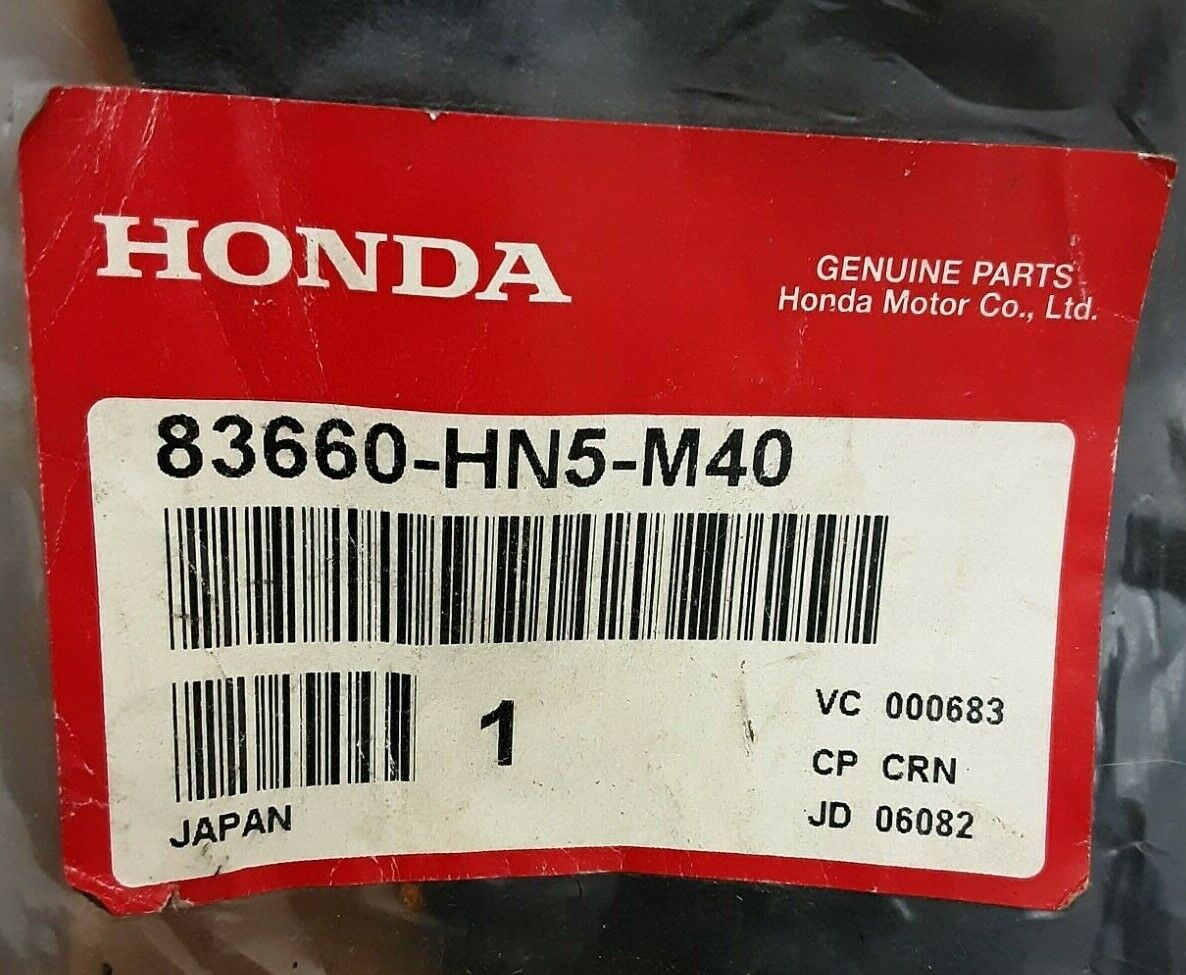 HONDA
GENUINE PARTS
Honda Motor Co., Ltd.
83660-HN5-M40
1
VC 000683
CP CRN
JD 06082
JAPAN